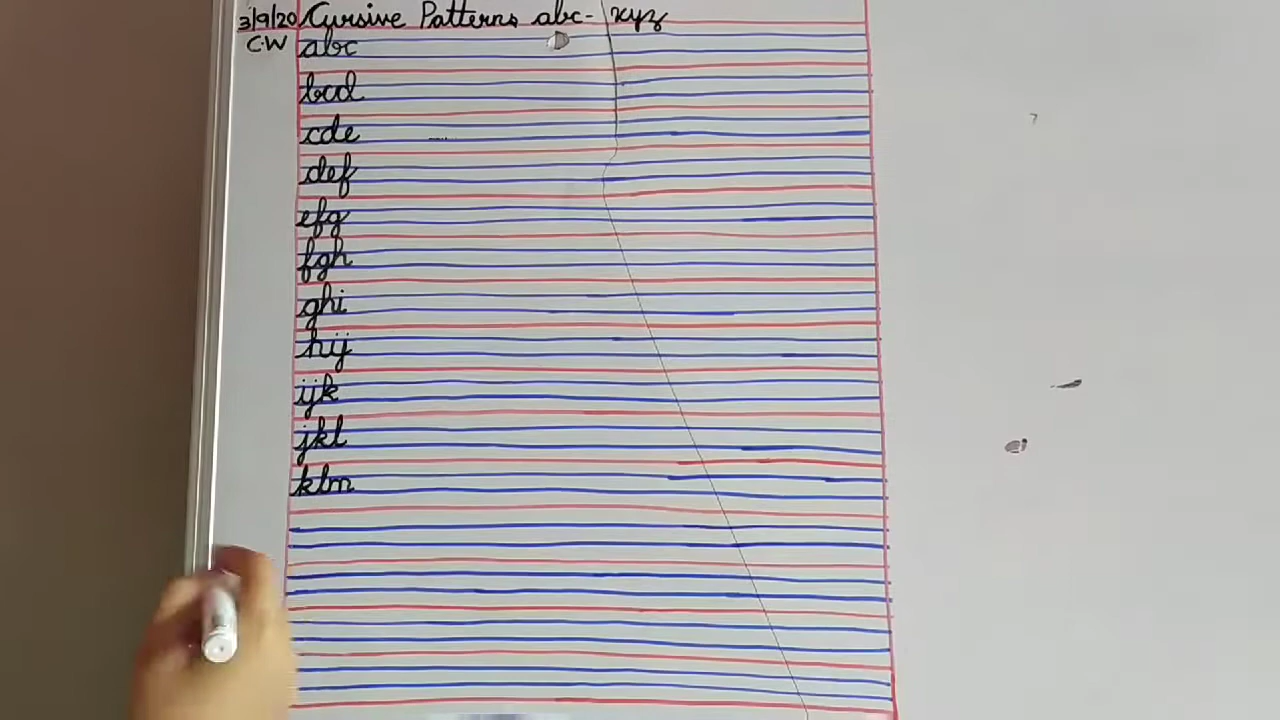 3/9/20 Cursive Patterns abc- xyz
C.W abc
bcd
cde
def
efg
fgh
ghi
hij
ijk
jkl
klm